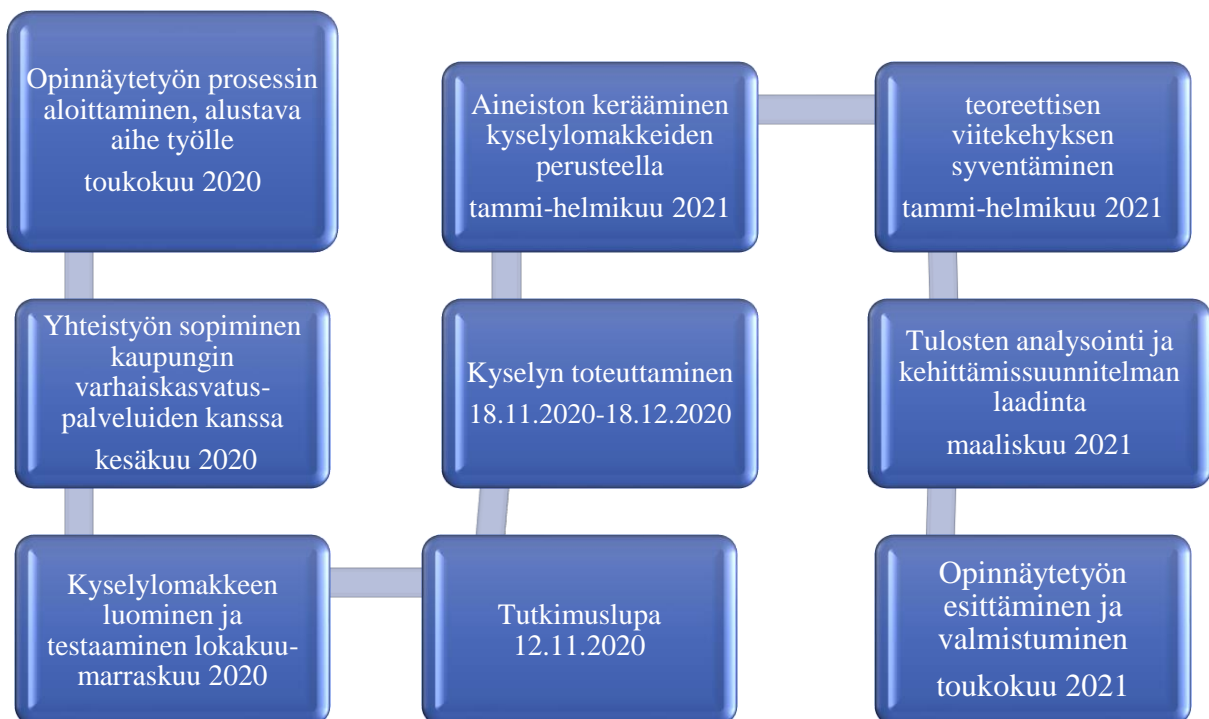 Opinnäytetyön prosessin
aloittaminen, alustava
aihe työlle
toukokuu 2020
Yhteistyön sopiminen
kaupungin
varhaiskasvatus-
palveluiden kanssa
kesäkuu 2020
Kyselylomakkeen
luominen ja
testaaminen lokakuu-
marraskuu 2020
Tutkimuslupa
12.11.2020
Kyselyn toteuttaminen
18.11.2020-18.12.2020
Aineiston kerääminen
kyselylomakkeiden
perusteella
tammi-helmikuu 2021
teoreettisen
viitekehyksen
syventäminen
tammi-helmikuu 2021
Tulosten analysointi ja
kehittämissuunnitelman
laadinta
maaliskuu 2021
Opinnäytetyön
esittäminen ja
valmistuminen
toukokuu 2021